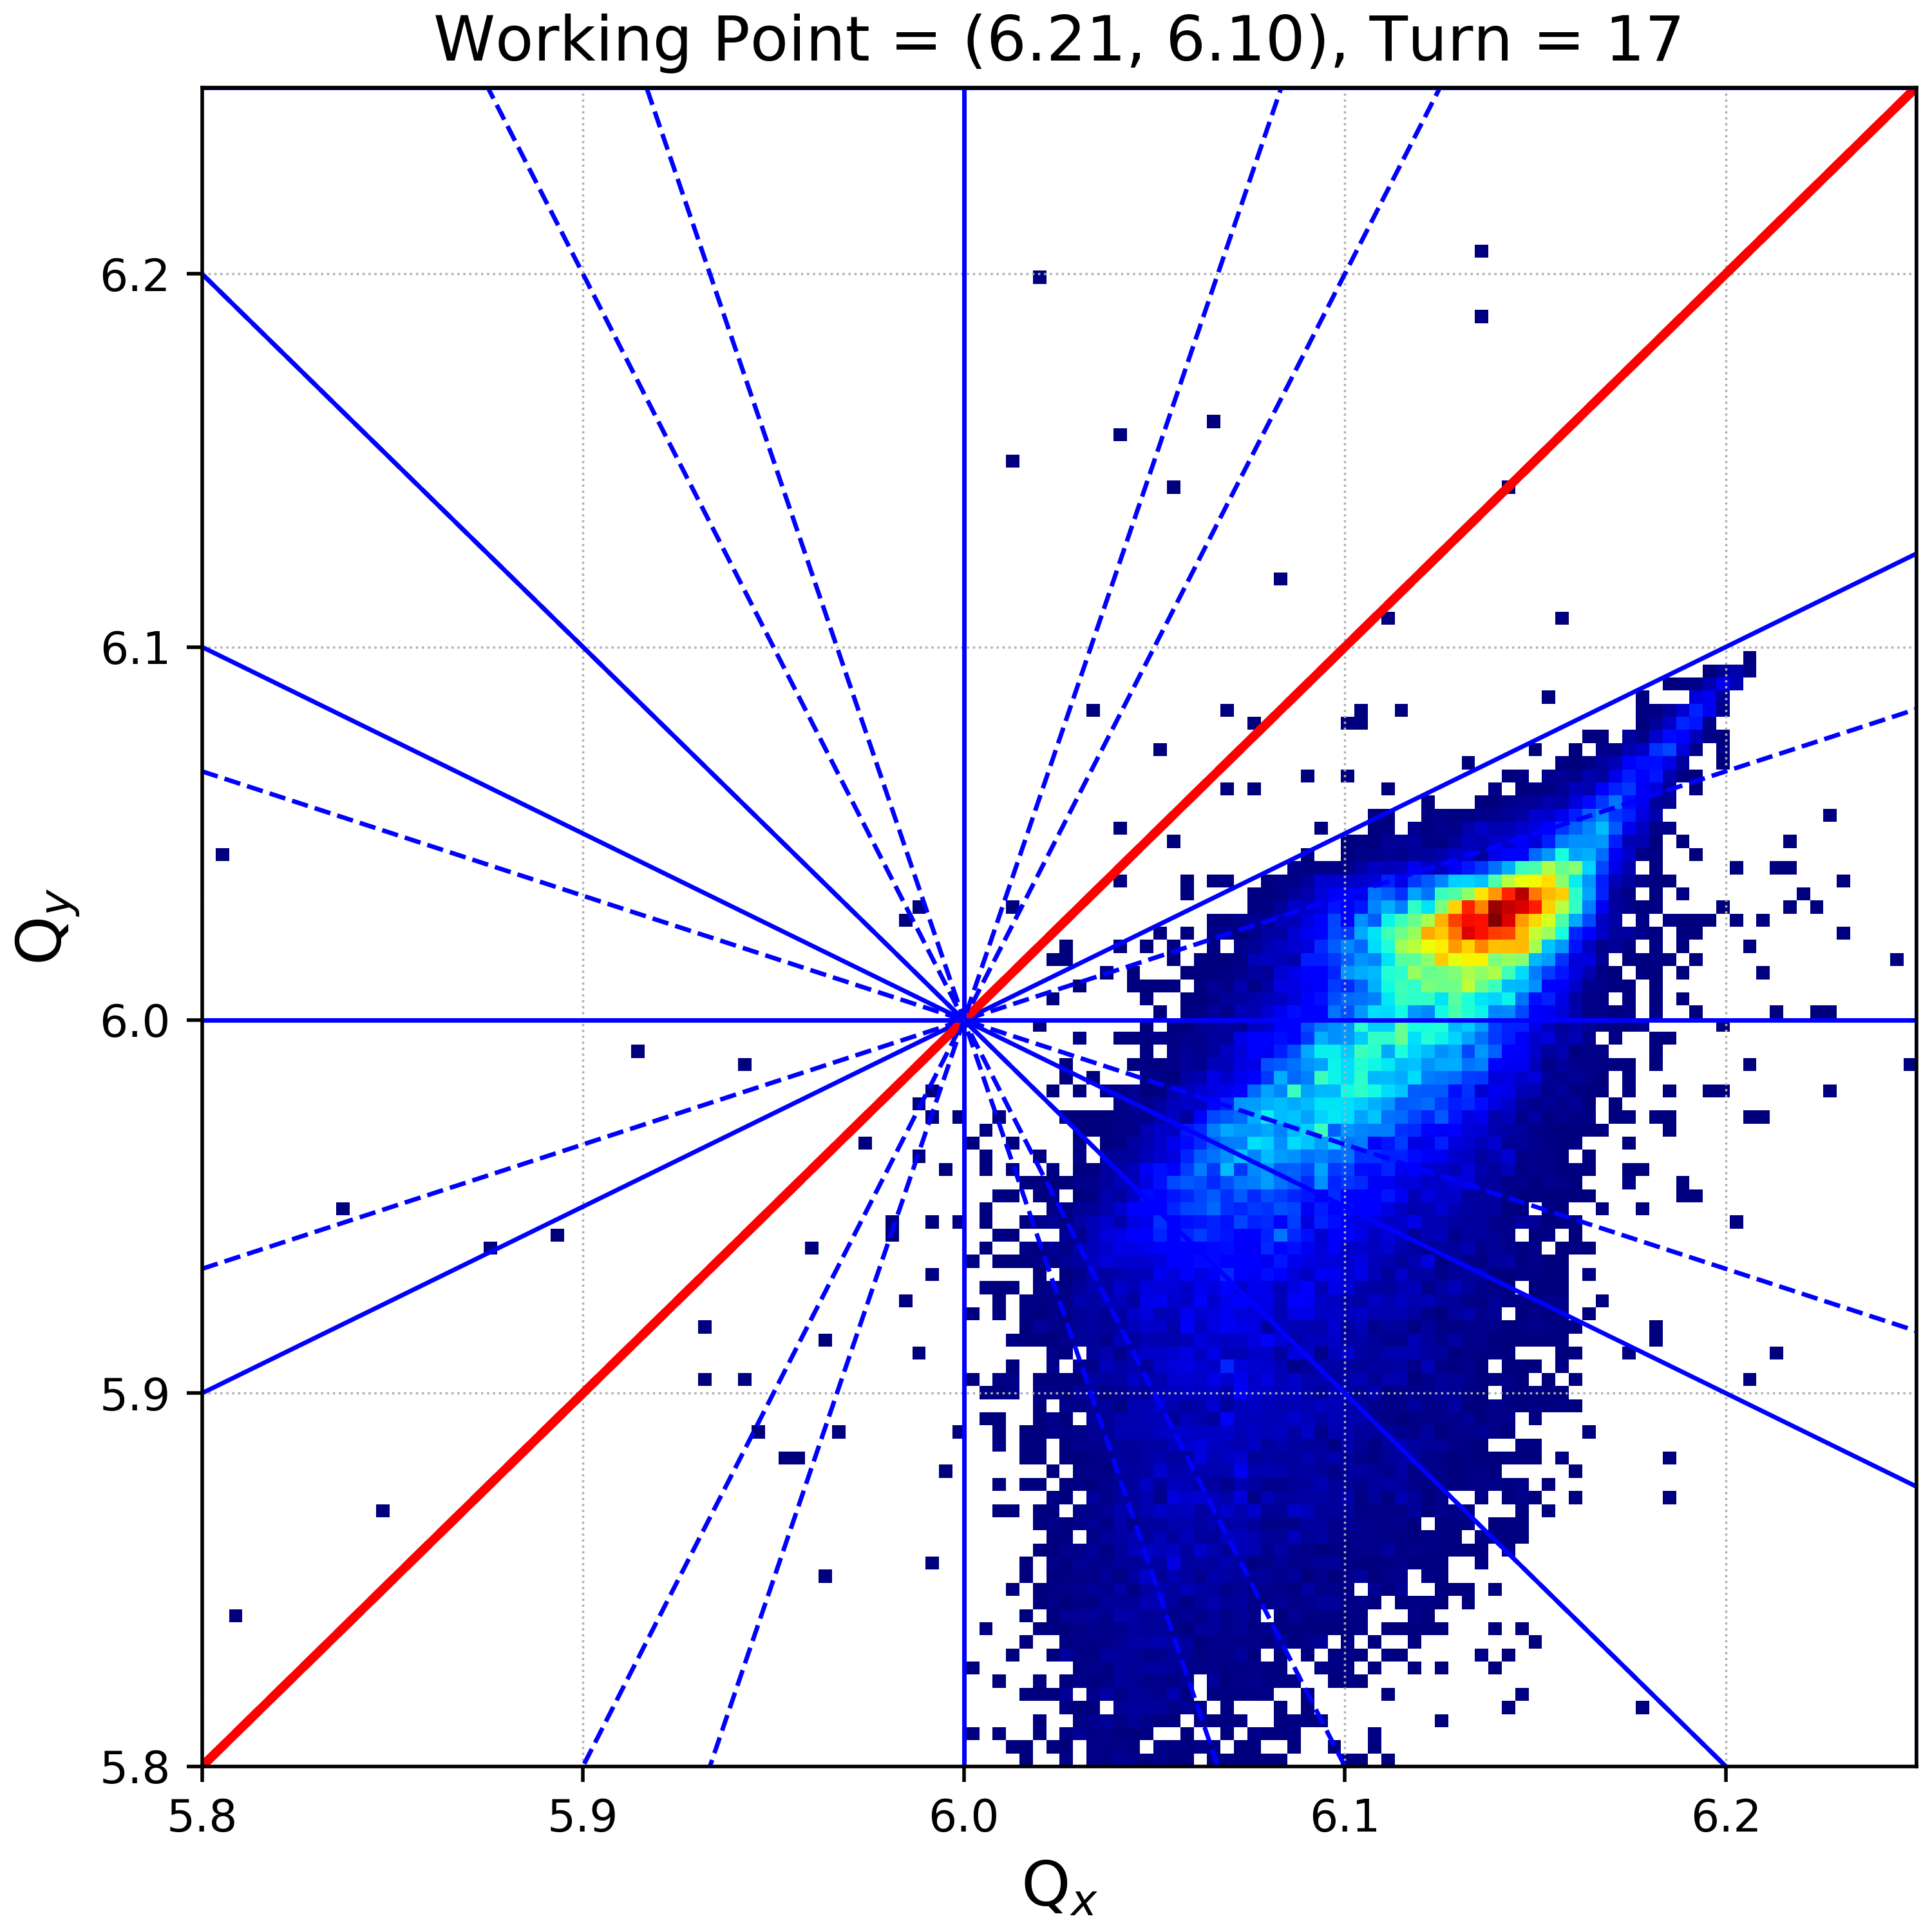 Working Point = (6.21, 6.10), Turn = 17
6.2
6.1
6.0
5.9
5.8
Qy
5.8 5.9 6.0 6.1 6.2
Qx